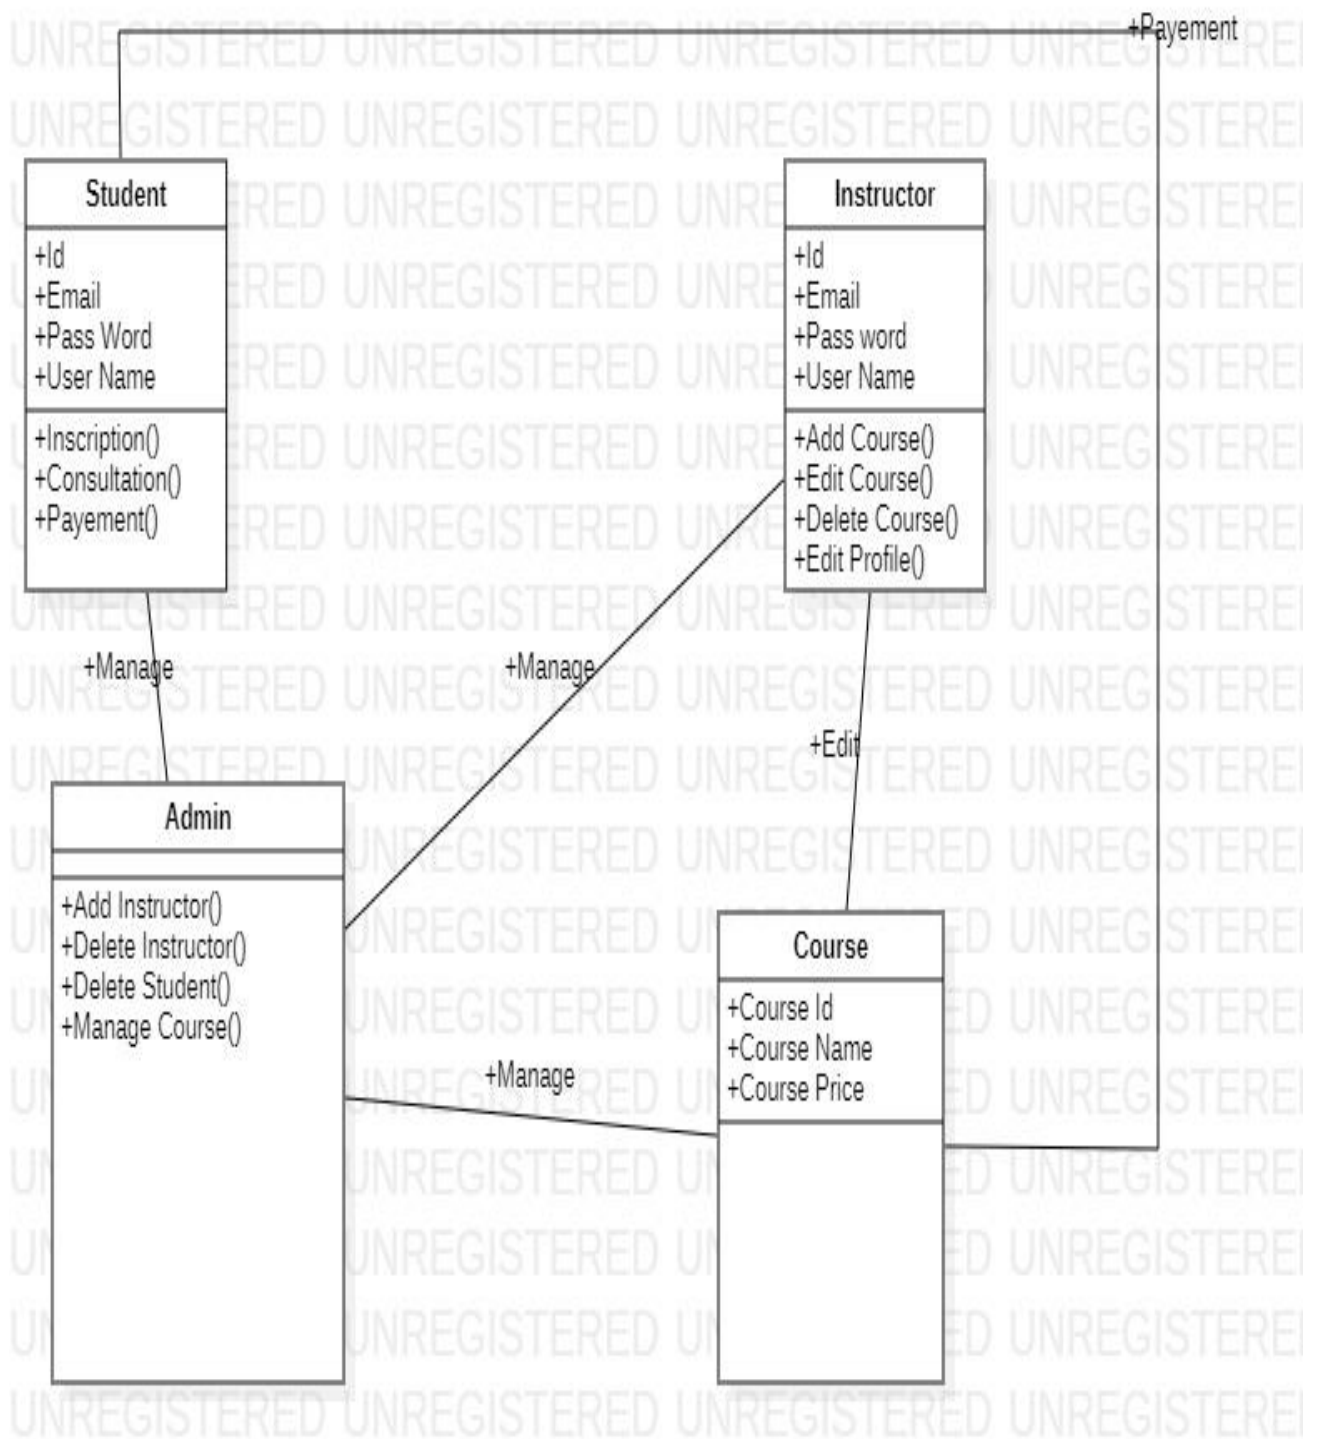 +Payement
Student
+Id
+Email
+Pass Word
+User Name
+Inscription()
+Consultation()
+Payement()
Instructor
+Id
+Email
+Pass word
+User Name
+Add Course()
+Edit Course()
+Delete Course()
+Edit Profile()
+Manage
+Manage
+Edit
Admin
+Add Instructor()
+Delete Instructor()
+Delete Student()
+Manage Course()
+Manage
Course
+Course Id
+Course Name
+Course Price
UNREGISTERED